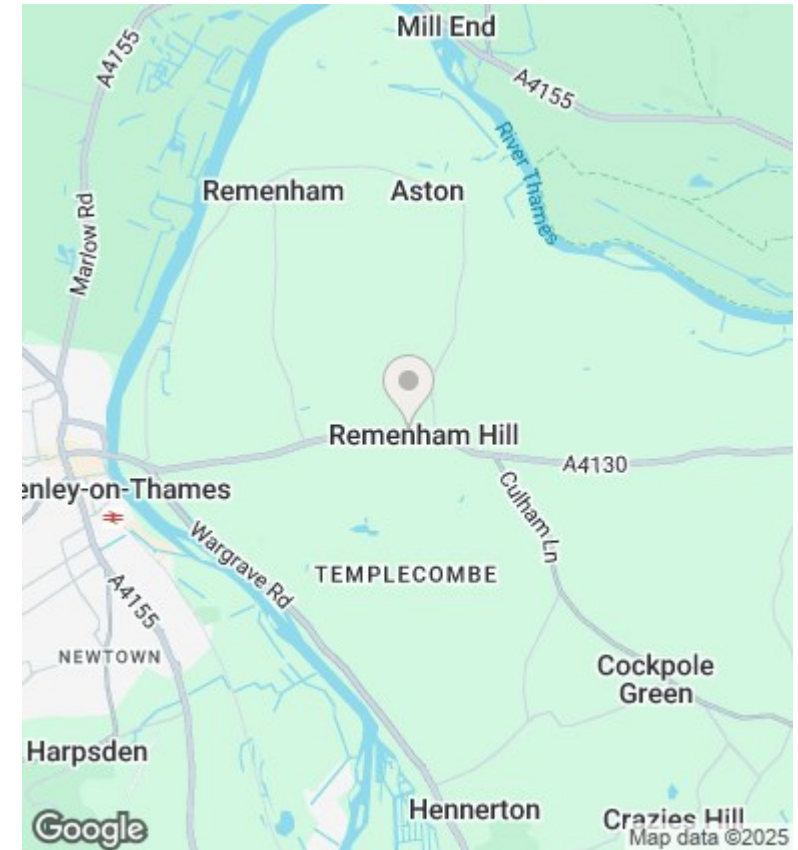 Mill End
A4155
A4155
River Thames
Remenham
Aston
Marlow Rd
Remenham Hill
A4130
enley-on-Thames
Culham Ln
Wargrave Rd
TEMPLECOMBE
A4155
NEWTOWN
Cockpole
Green
Harpsden
Hennerton
Crazies Hill
Google
Map data ©2025